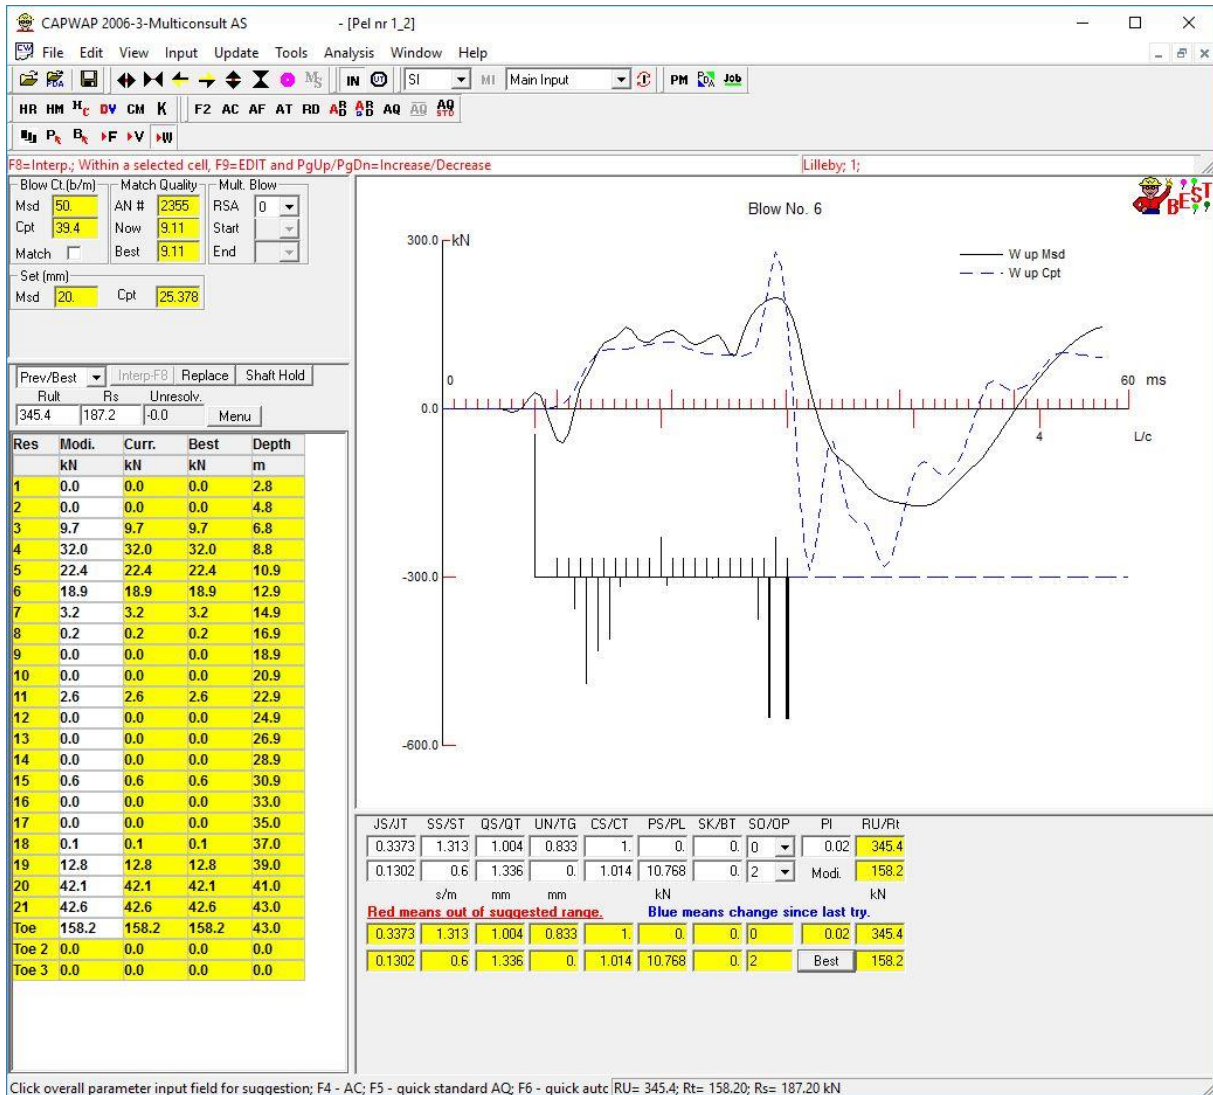 CAPWAP 2006-3-Multiconsult AS - [Pel nr 1_2]
File Edit View Input Update Tools Analysis Window Help
PDA MS IN UT SI MI Main Input PM PDA Job
HR HM HC DV CM K F2 AC AF AT RD AQ AQ AQ STD
PR BR F V W
F8=Interp.; Within a selected cell, F9=EDIT and PgUp/PgDn=Increase/Decrease Lilleby; 1;
Blow Ct.(b/m) Match Quality Mult. Blow
Msd 50. AN # 2355 RSA 0
Cpt 39.4 Now 9.11 Start
Match Best 9.11 End
Set (mm)
Msd 20. Cpt 25.378
Prev/Best Interp-F8 Replace Shaft Hold
Rult Rs Unresolv.
345.4 187.2 -0.0 Menu
Res Modi. Curr. Best Depth
kN kN kN m
1 0.0 0.0 0.0 2.8
2 0.0 0.0 0.0 4.8
3 9.7 9.7 9.7 6.8
4 32.0 32.0 32.0 8.8
5 22.4 22.4 22.4 10.9
6 18.9 18.9 18.9 12.9
7 3.2 3.2 3.2 14.9
8 0.2 0.2 0.2 16.9
9 0.0 0.0 0.0 18.9
10 0.0 0.0 0.0 20.9
11 2.6 2.6 2.6 22.9
12 0.0 0.0 0.0 24.9
13 0.0 0.0 0.0 26.9
14 0.0 0.0 0.0 28.9
15 0.6 0.6 0.6 30.9
16 0.0 0.0 0.0 33.0
17 0.0 0.0 0.0 35.0
18 0.1 0.1 0.1 37.0
19 12.8 12.8 12.8 39.0
20 42.1 42.1 42.1 41.0
21 42.6 42.6 42.6 43.0
Toe 158.2 158.2 158.2 43.0
Toe 2 0.0 0.0 0.0 0.0
Toe 3 0.0 0.0 0.0 0.0
BEST
Blow No. 6
300.0 kN
W up Msd
W up Cpt
0 60 ms
0.0
4 L/c
-300.0
-600.0
JS/JT SS/ST QS/QT UN/TG CS/CT PS/PL SK/BT SO/OP PI RU/Rt
0.3373 1.313 1.004 0.833 1. 0. 0. 0 0.02 345.4
0.1302 0.6 1.336 0. 1.014 10.768 0. 2 Modi. 158.2
s/m mm mm kN kN
Red means out of suggested range. Blue means change since last try.
0.3373 1.313 1.004 0.833 1. 0. 0. 0 0.02 345.4
0.1302 0.6 1.336 0. 1.014 10.768 0. 2 Best 158.2
Click overall parameter input field for suggestion; F4 - AC; F5 - quick standard AQ; F6 - quick autc RU= 345.4; Rt= 158.20; Rs= 187.20 kN